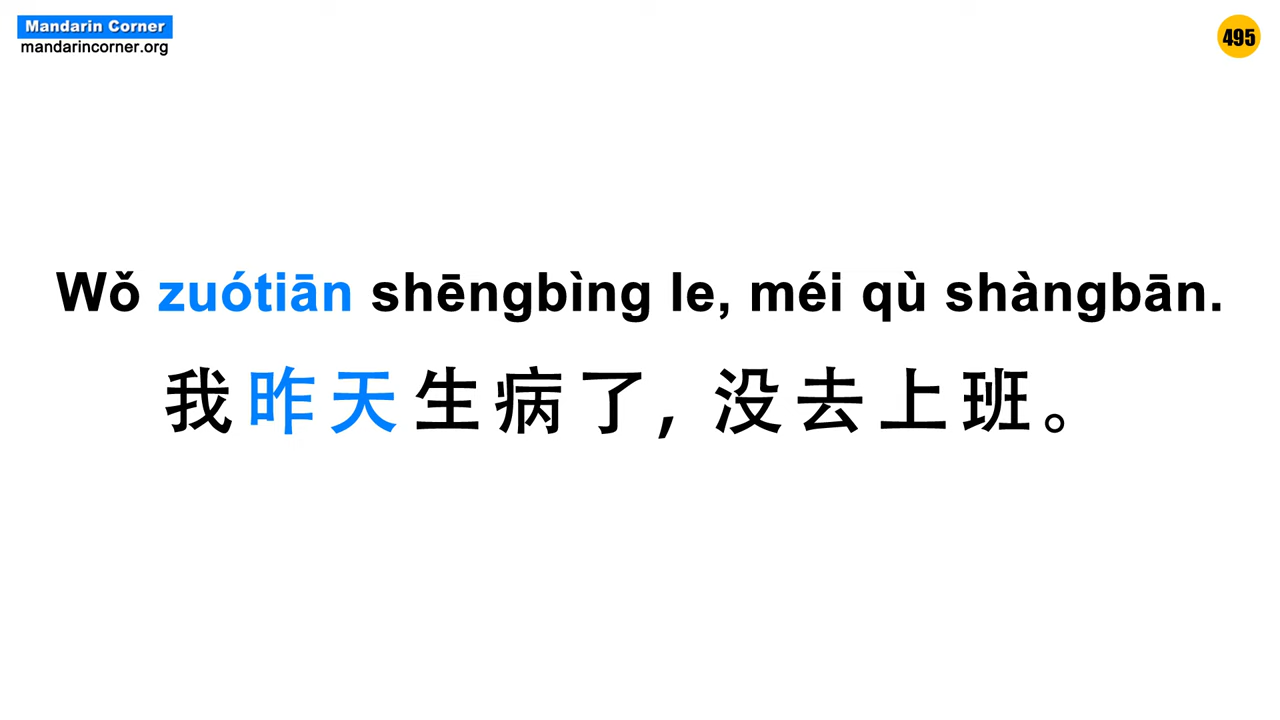 Mandarin Corner
mandarincorner.org
495
Wǒ zuótiān shēngbìng le, méi qù shàngbān.
我昨天生病了, 没去上班。